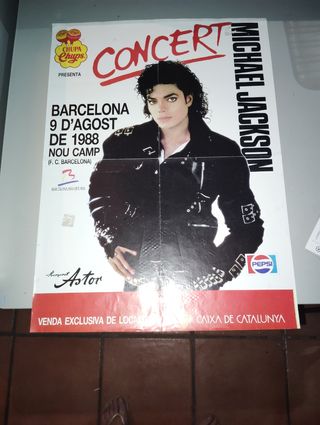 CHUPA
Chups
PRESENTA
CONCERT
MICHAEL JACKSON
BARCELONA
9 D'AGOST
DE 1988
NOU CAMP
(F. C. BARCELONA)
Margaret Astor
PEPSI
VENDA EXCLUSIVA DE
CAIXA DE CATALUNYA